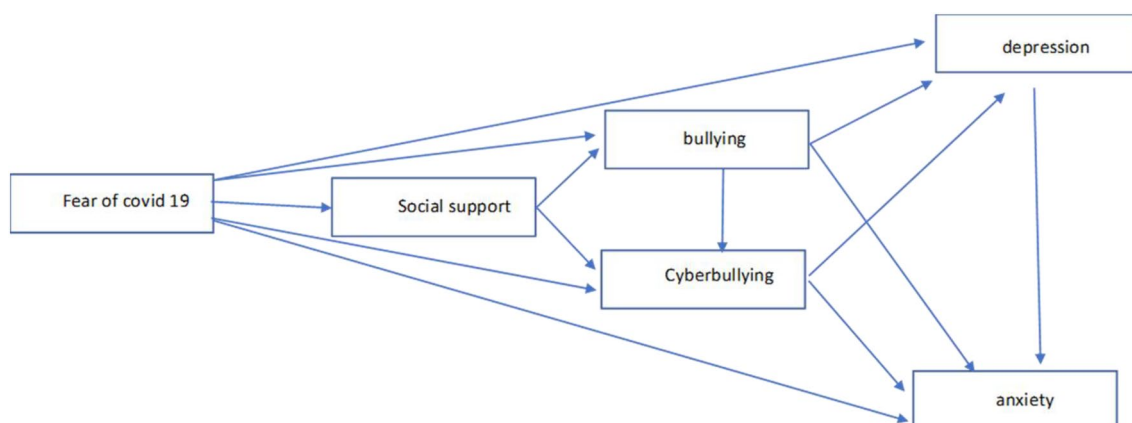 depression
bullying
Fear of covid 19
Social support
Cyberbullying
anxiety